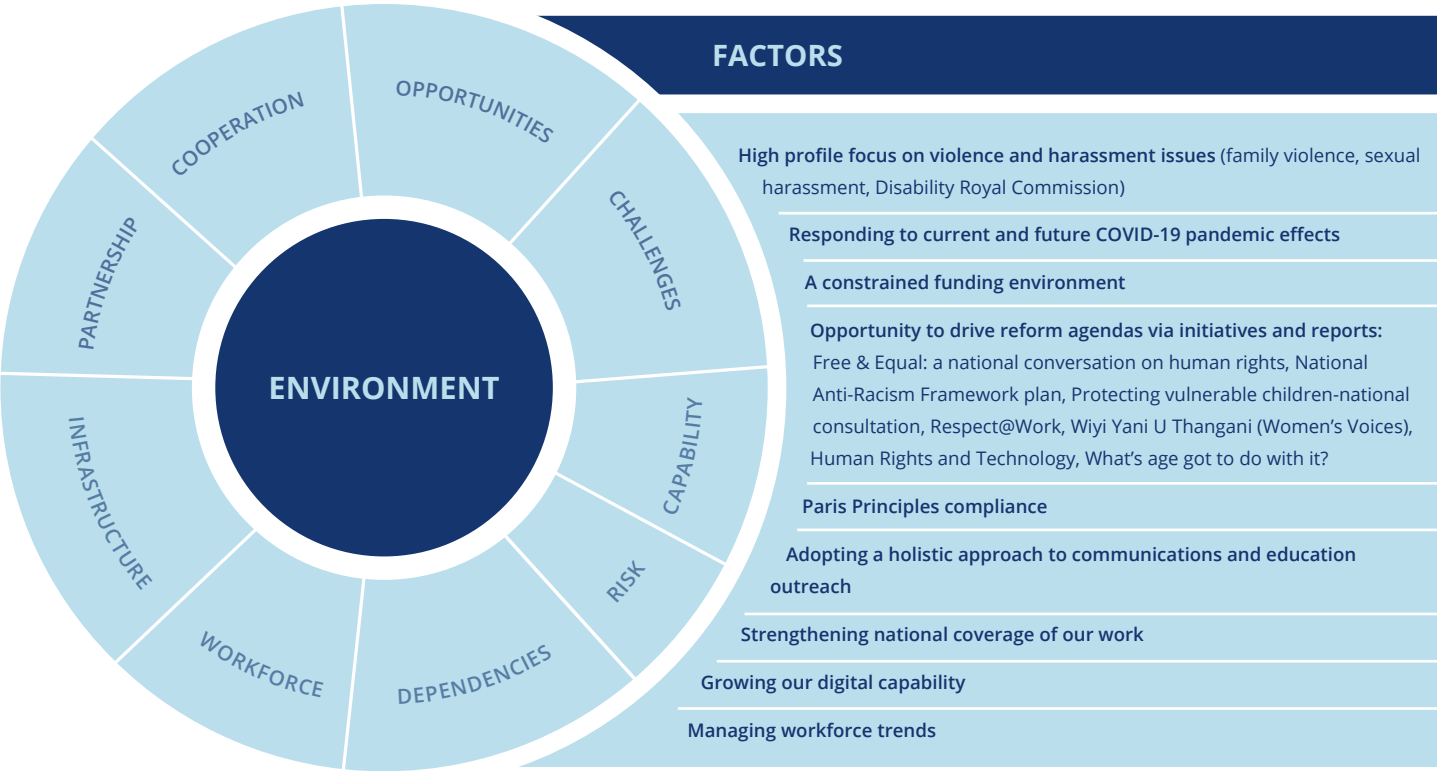 FACTORS
COOPERATION
OPPORTUNITIES
CHALLENGES
CAPABILITY
RISK
DEPENDENCIES
WORKFORCE
INFRASTRUCTURE
PARTNERSHIP
ENVIRONMENT
High profile focus on violence and harassment issues (family violence, sexual
harassment, Disability Royal Commission)
Responding to current and future COVID-19 pandemic effects
A constrained funding environment
Opportunity to drive reform agendas via initiatives and reports:
Free & Equal: a national conversation on human rights, National
Anti-Racism Framework plan, Protecting vulnerable children-national
consultation, Respect@Work, Wiyi Yani U Thangani (Women’s Voices),
Human Rights and Technology, What’s age got to do with it?
Paris Principles compliance
Adopting a holistic approach to communications and education
outreach
Strengthening national coverage of our work
Growing our digital capability
Managing workforce trends